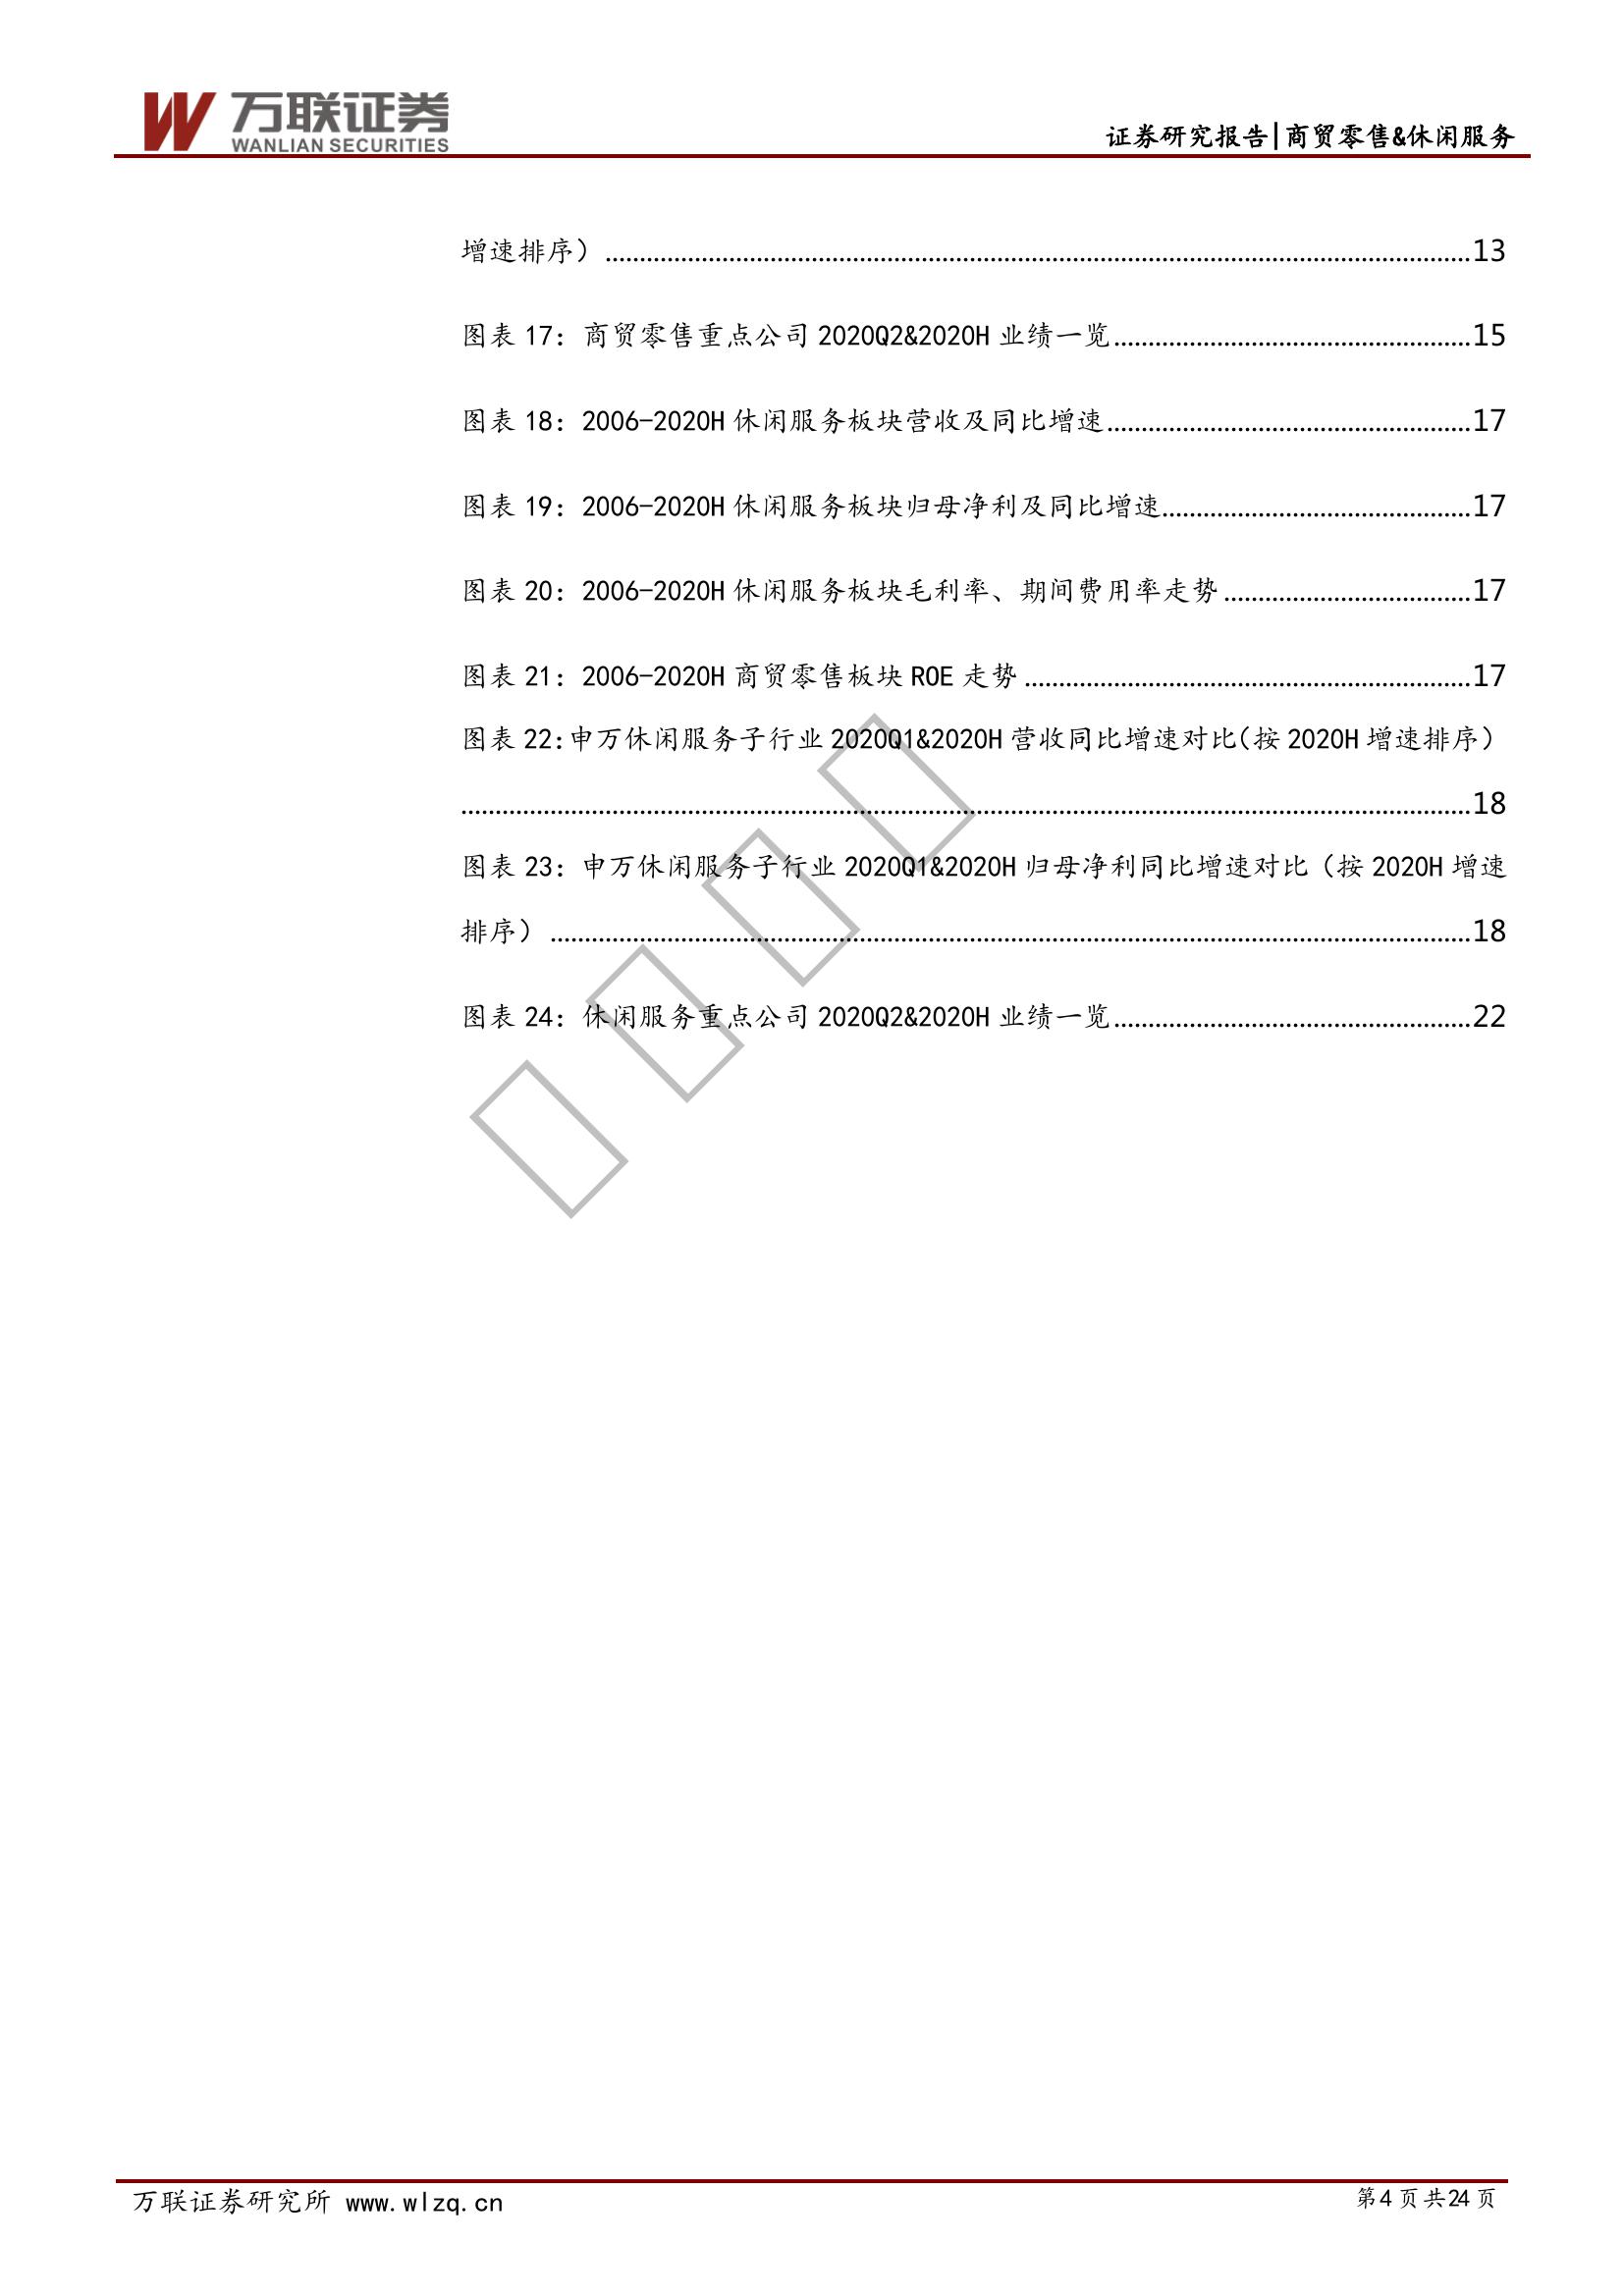 万联证券
WANLIAN SECURITIES
证券研究报告|商贸零售&休闲服务
增速排序）...............13
图表 17：商贸零售重点公司 2020Q2&2020H 业绩一览...............15
图表 18：2006-2020H 休闲服务板块营收及同比增速...............17
图表 19：2006-2020H 休闲服务板块归母净利及同比增速...............17
图表 20：2006-2020H 休闲服务板块毛利率、期间费用率走势...............17
图表 21：2006-2020H 商贸零售板块 ROE 走势...............17
图表 22：申万休闲服务子行业 2020Q1&2020H 营收同比增速对比（按 2020H 增速排序）
...............18
图表 23：申万休闲服务子行业 2020Q1&2020H 归母净利同比增速对比（按 2020H 增速
排序）...............18
图表 24：休闲服务重点公司 2020Q2&2020H 业绩一览...............22
万联证券研究所 www.wlzq.cn
第 4 页 共 24 页